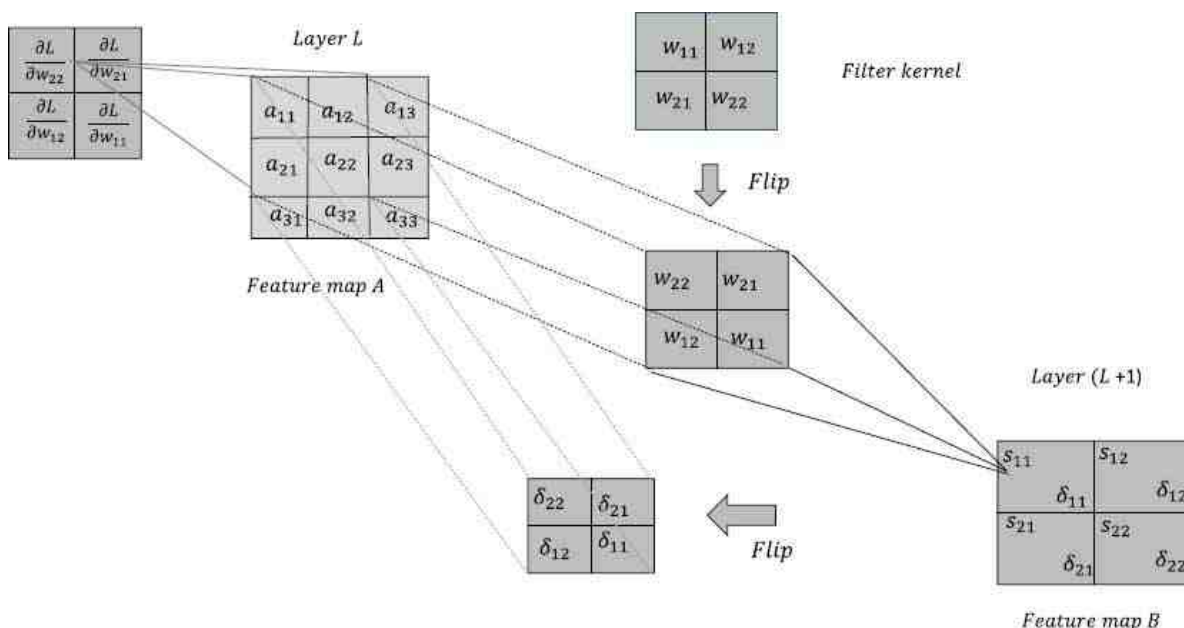 ∂L/∂w₂₂ ∂L/∂w₂₁
∂L/∂w₁₂ ∂L/∂w₁₁
Layer L
a₁₁ a₁₂ a₁₃
a₂₁ a₂₂ a₂₃
a₃₁ a₃₂ a₃₃
Feature map A
w₁₁ w₁₂
w₂₁ w₂₂
Filter kernel
Flip
w₂₂ w₂₁
w₁₂ w₁₁
δ₂₂ δ₂₁
δ₁₂ δ₁₁
Flip
Layer (L +1)
s₁₁ s₁₂
δ₁₁ δ₁₂
s₂₁ s₂₂
δ₂₁ δ₂₂
Feature map B